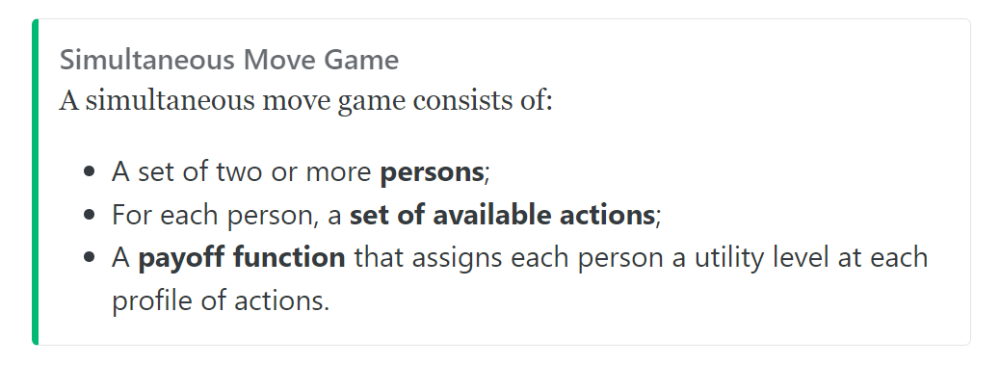 Simultaneous Move Game
A simultaneous move game consists of:
• A set of two or more persons;
• For each person, a set of available actions;
• A payoff function that assigns each person a utility level at each
profile of actions.